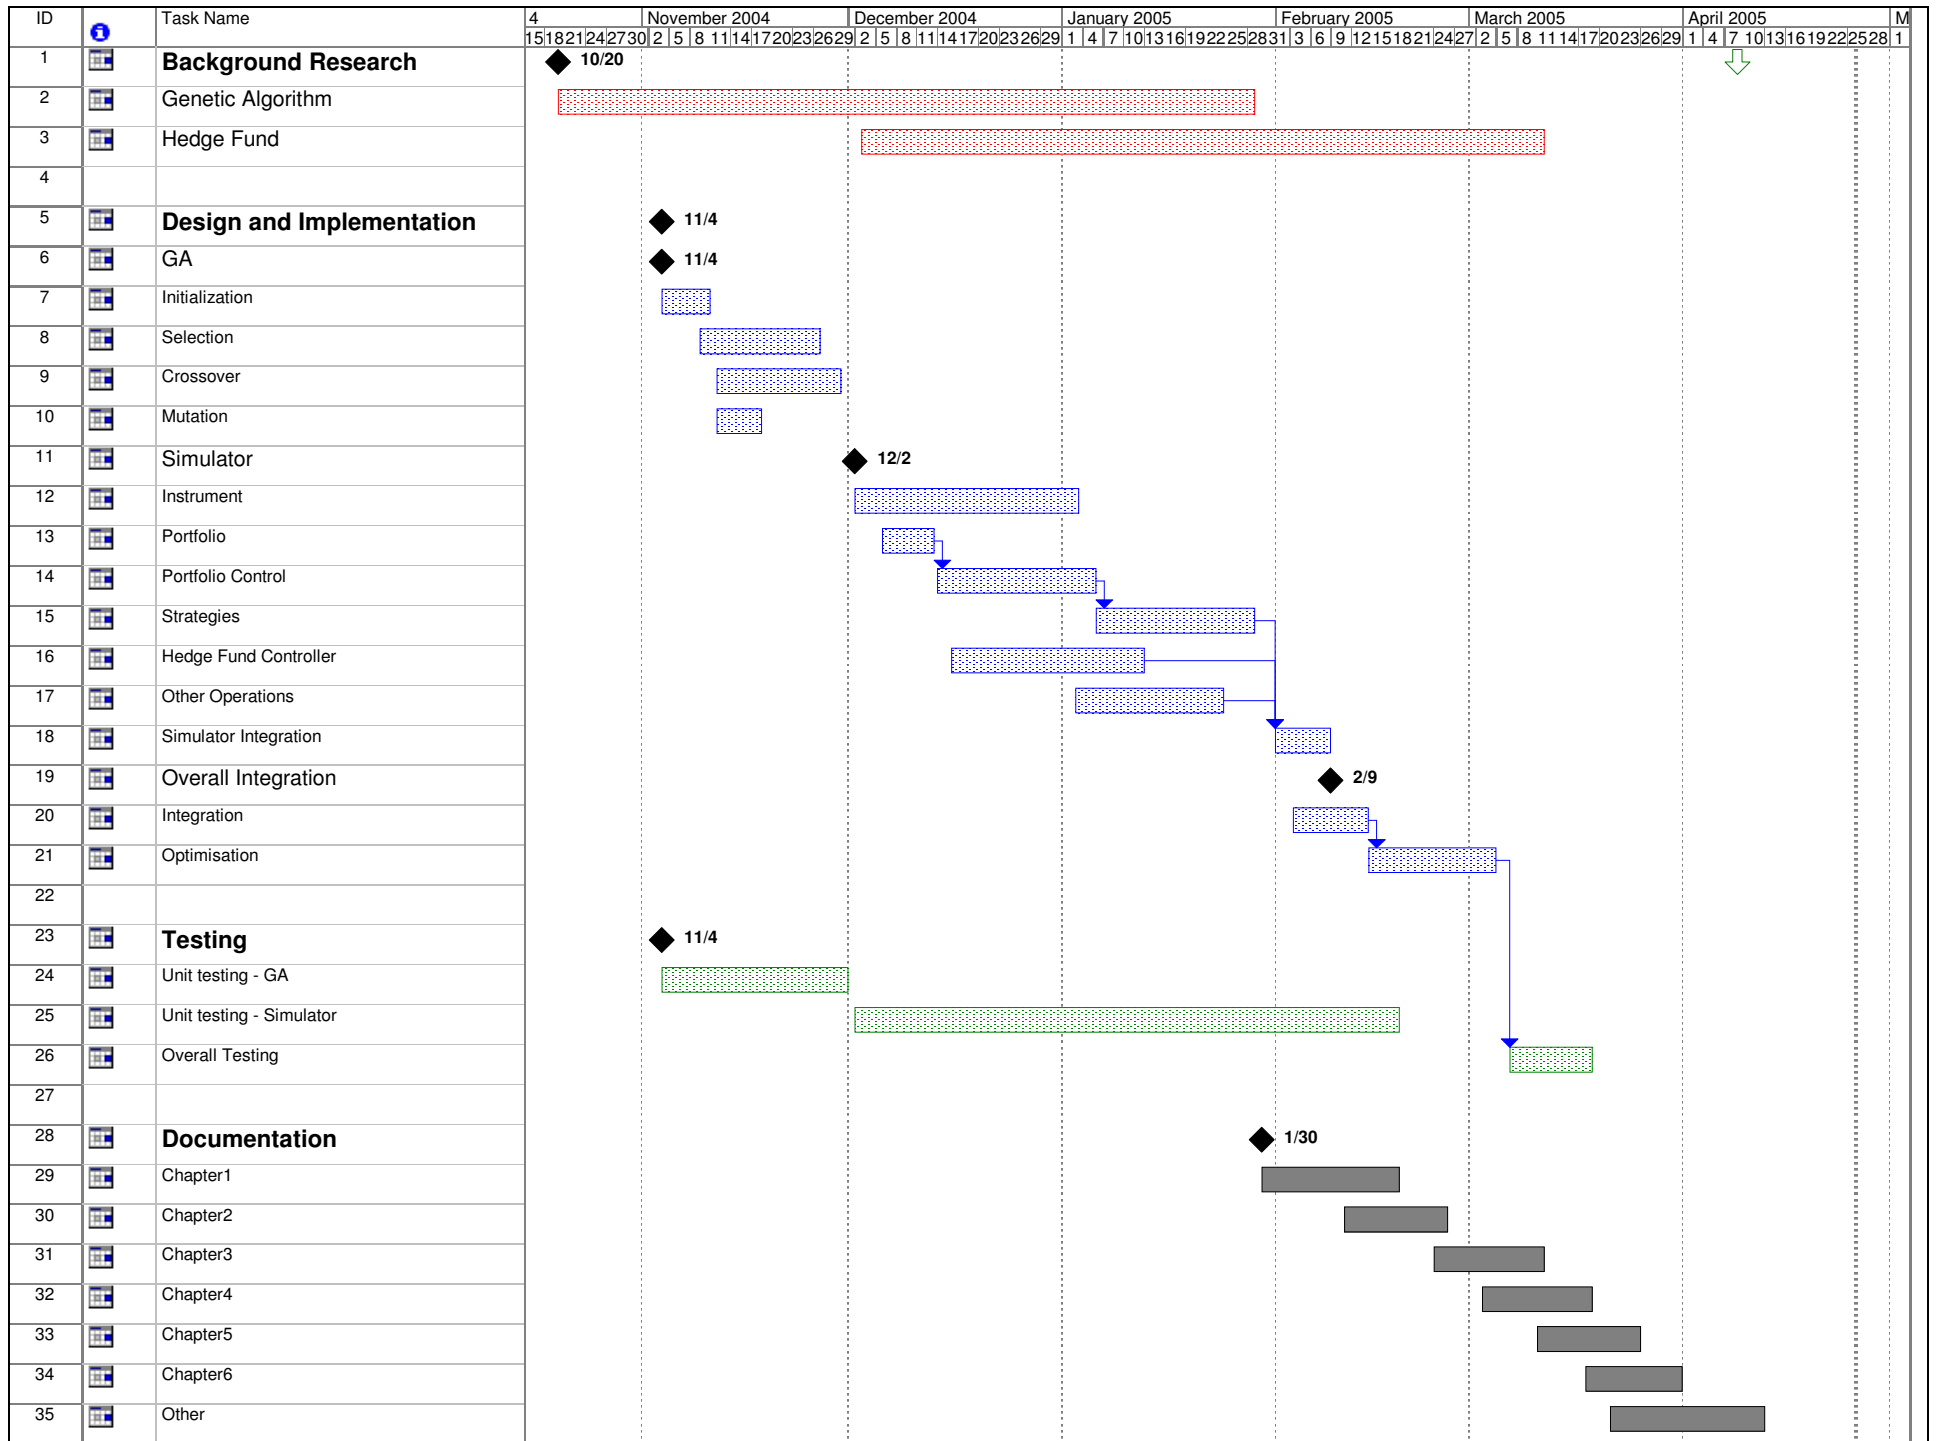 ID Task Name 4 November 2004 December 2004 January 2005 February 2005 March 2005 April 2005 M
15 18 21 24 27 30 2 5 8 11 14 17 20 23 26 29 2 5 8 11 14 17 20 23 26 29 1 4 7 10 13 16 19 22 25 28 31 3 6 9 12 15 18 21 24 27 2 5 8 11 14 17 20 23 26 29 1 4 7 10 13 16 19 22 25 28 1
1 Background Research 10/20
2 Genetic Algorithm
3 Hedge Fund
4
5 Design and Implementation 11/4
6 GA 11/4
7 Initialization
8 Selection
9 Crossover
10 Mutation
11 Simulator 12/2
12 Instrument
13 Portfolio
14 Portfolio Control
15 Strategies
16 Hedge Fund Controller
17 Other Operations
18 Simulator Integration
19 Overall Integration 2/9
20 Integration
21 Optimisation
22
23 Testing 11/4
24 Unit testing - GA
25 Unit testing - Simulator
26 Overall Testing
27
28 Documentation 1/30
29 Chapter1
30 Chapter2
31 Chapter3
32 Chapter4
33 Chapter5
34 Chapter6
35 Other